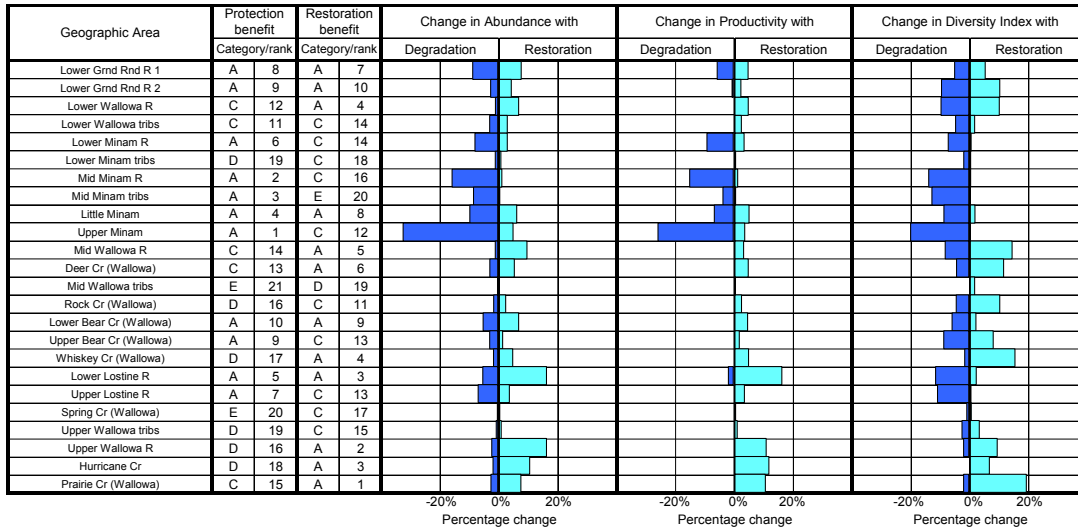 Geographic Area
Protection benefit
Restoration benefit
Change in Abundance with
Change in Productivity with
Change in Diversity Index with
Category/rank Category/rank Degradation Restoration Degradation Restoration Degradation Restoration
Lower Grnd Rnd R 1 A 8 A 7
Lower Grnd Rnd R 2 A 9 A 10
Lower Wallowa R C 12 A 4
Lower Wallowa tribs C 11 C 14
Lower Minam R A 6 C 14
Lower Minam tribs D 19 C 18
Mid Minam R A 2 C 16
Mid Minam tribs A 3 E 20
Little Minam A 4 A 8
Upper Minam A 1 C 12
Mid Wallowa R C 14 A 5
Deer Cr (Wallowa) C 13 A 6
Mid Wallowa tribs E 21 D 19
Rock Cr (Wallowa) D 16 C 11
Lower Bear Cr (Wallowa) A 10 A 9
Upper Bear Cr (Wallowa) A 9 C 13
Whiskey Cr (Wallowa) D 17 A 4
Lower Lostine R A 5 A 3
Upper Lostine R A 7 C 13
Spring Cr (Wallowa) E 20 C 17
Upper Wallowa tribs D 19 C 15
Upper Wallowa R D 16 A 2
Hurricane Cr D 18 A 3
Prairie Cr (Wallowa) C 15 A 1
-20% 0% 20% -20% 0% 20% -20% 0% 20%
Percentage change Percentage change Percentage change